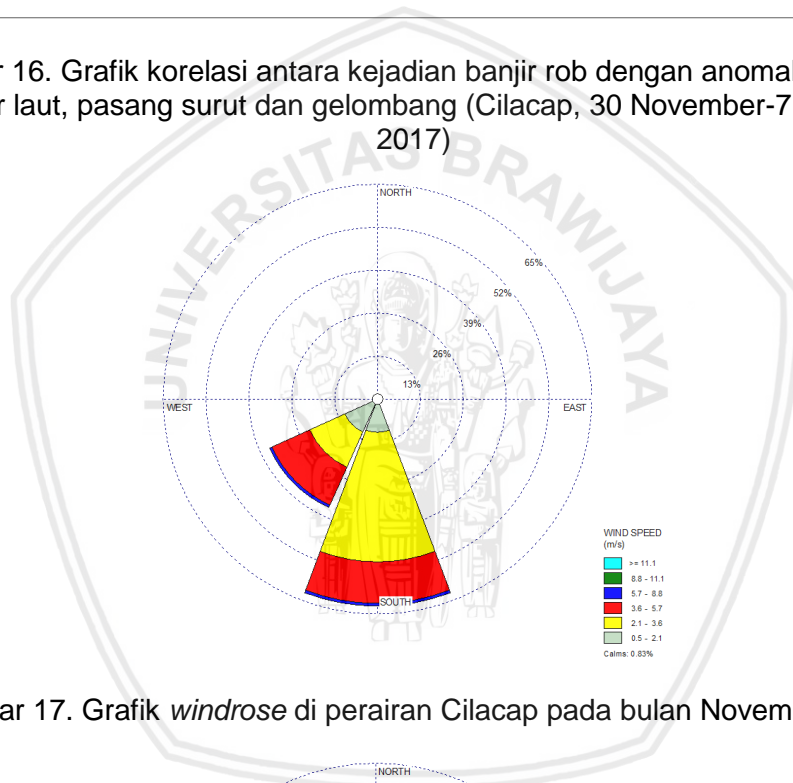 r 16. Grafik korelasi antara kejadian banjir rob dengan anomal
r laut, pasang surut dan gelombang (Cilacap, 30 November-7
2017)
UNIVERSITAS BRAWIJAYA
NORTH
65%
52%
39%
26%
13%
WEST
EAST
SOUTH
WIND SPEED
(m/s)
>= 11.1
8.8 - 11.1
5.7 - 8.8
3.6 - 5.7
2.1 - 3.6
0.5 - 2.1
Calms: 0.83%
ar 17. Grafik windrose di perairan Cilacap pada bulan Novem
NORTH